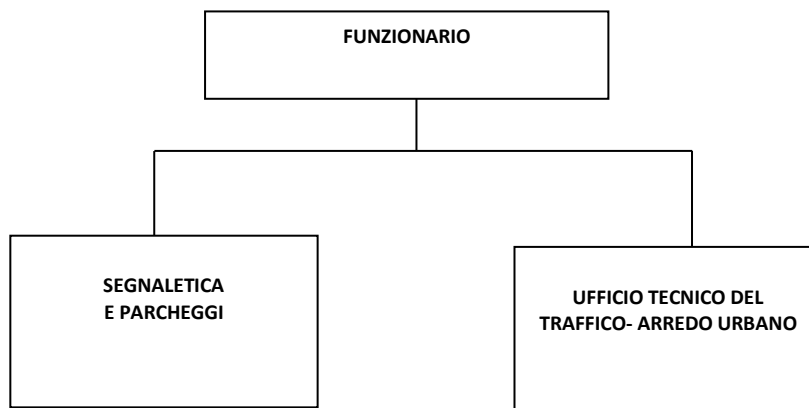 FUNZIONARIO
SEGNALETICA
E PARCHEGGI
UFFICIO TECNICO DEL
TRAFFICO- ARREDO URBANO